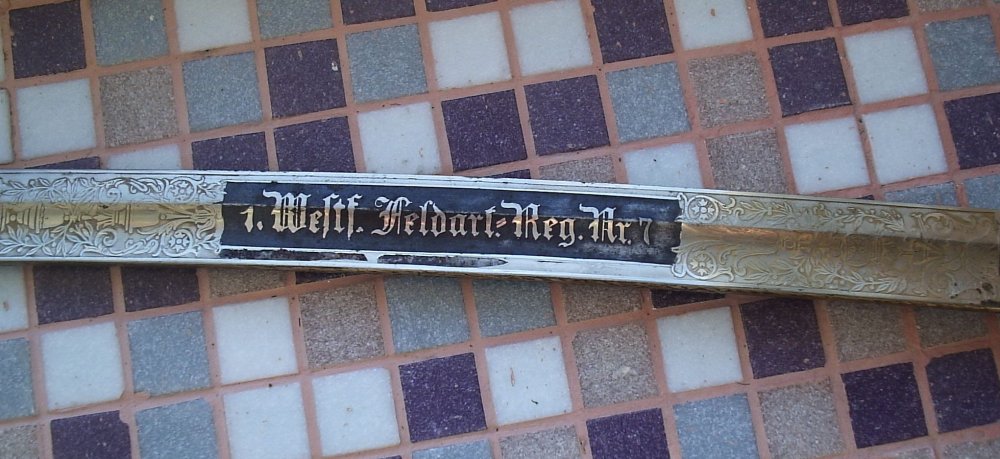 1. Westf. Feldart.-Reg. Nr. 7